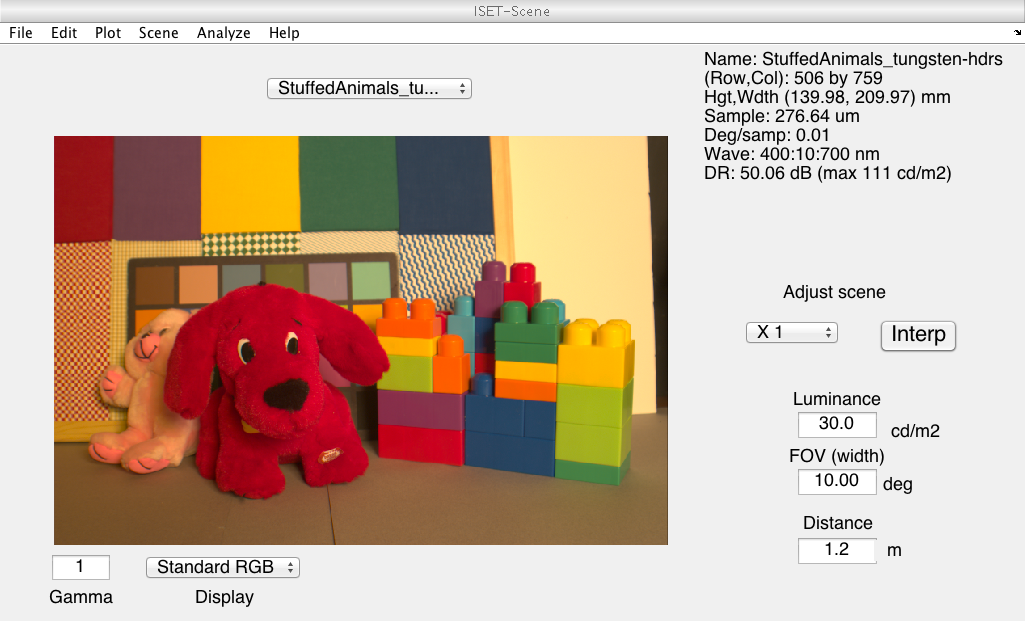 ISET-Scene
File Edit Plot Scene Analyze Help
StuffedAnimals_tu...
Name: StuffedAnimals_tungsten-hdrs
(Row,Col): 506 by 759
Hgt,Wdth (139.98, 209.97) mm
Sample: 276.64 um
Deg/samp: 0.01
Wave: 400:10:700 nm
DR: 50.06 dB (max 111 cd/m2)
Adjust scene
X 1
Interp
Luminance
30.0 cd/m2
FOV (width)
10.00 deg
Distance
1.2 m
1
Standard RGB
Gamma
Display